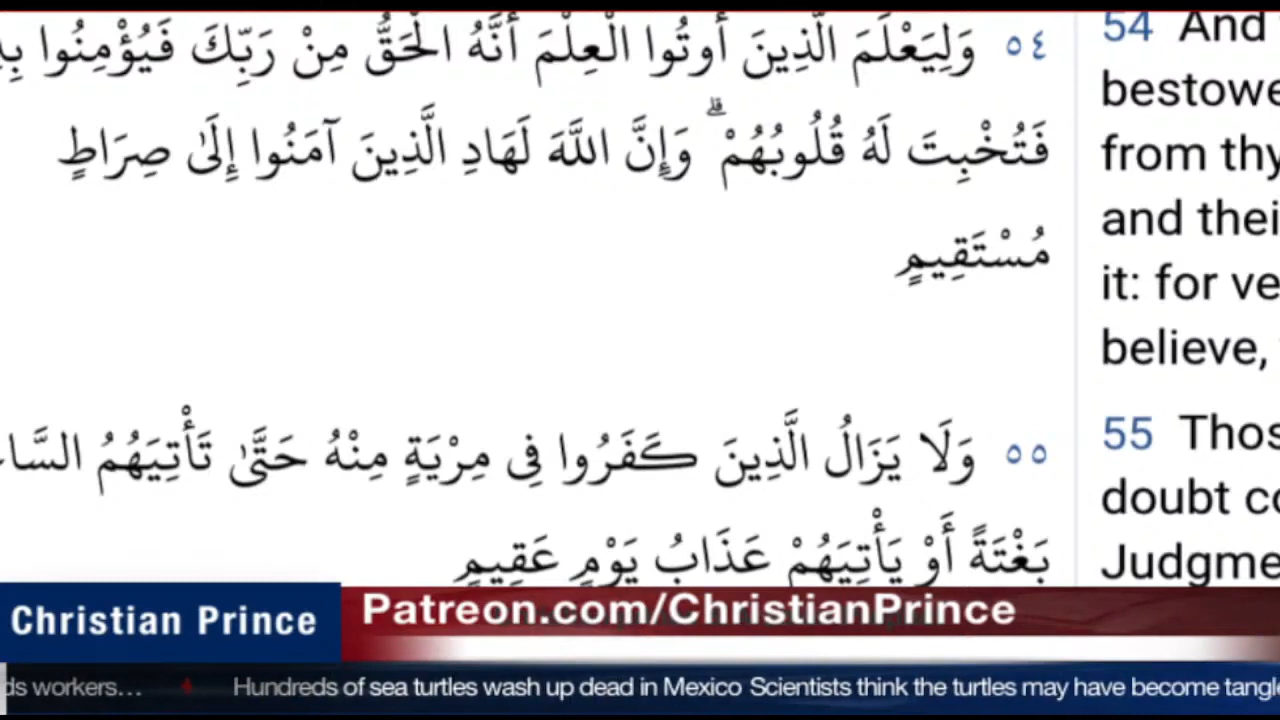 ٥٤ وَلِيَعْلَمَ الَّذِينَ أُوتُوا الْعِلْمَ أَنَّهُ الْحَقُّ مِنْ رَبِّكَ فَيُؤْمِنُوا
فَتُخْبِتَ لَهُ قُلُوبُهُمْ ۗ وَإِنَّ اللَّهَ لَهَادِ الَّذِينَ آمَنُوا إِلَىٰ صِرَاطٍ
مُسْتَقِيمٍ
٥٥ وَلَا يَزَالُ الَّذِينَ كَفَرُوا فِي مِرْيَةٍ مِنْهُ حَتَّىٰ تَأْتِيَهُمُ
بَغْتَةً أَوْ يَأْتِيَهُمْ عَذَابُ يَوْمٍ عَقِيمٍ
54 And
bestowe
from thy
and thei
it: for ve
believe,
55 Thos
doubt co
Judgme
Christian Prince
Patreon.com/ChristianPrince
ds workers... Hundreds of sea turtles wash up dead in Mexico Scientists think the turtles may have become tangle